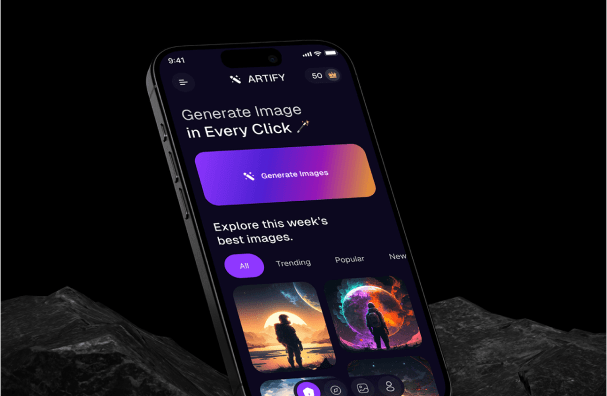 9:41
ARTIFY
50
Generate Image
in Every Click
Generate Images
Explore this week's
best images.
All
Trending
Popular
New